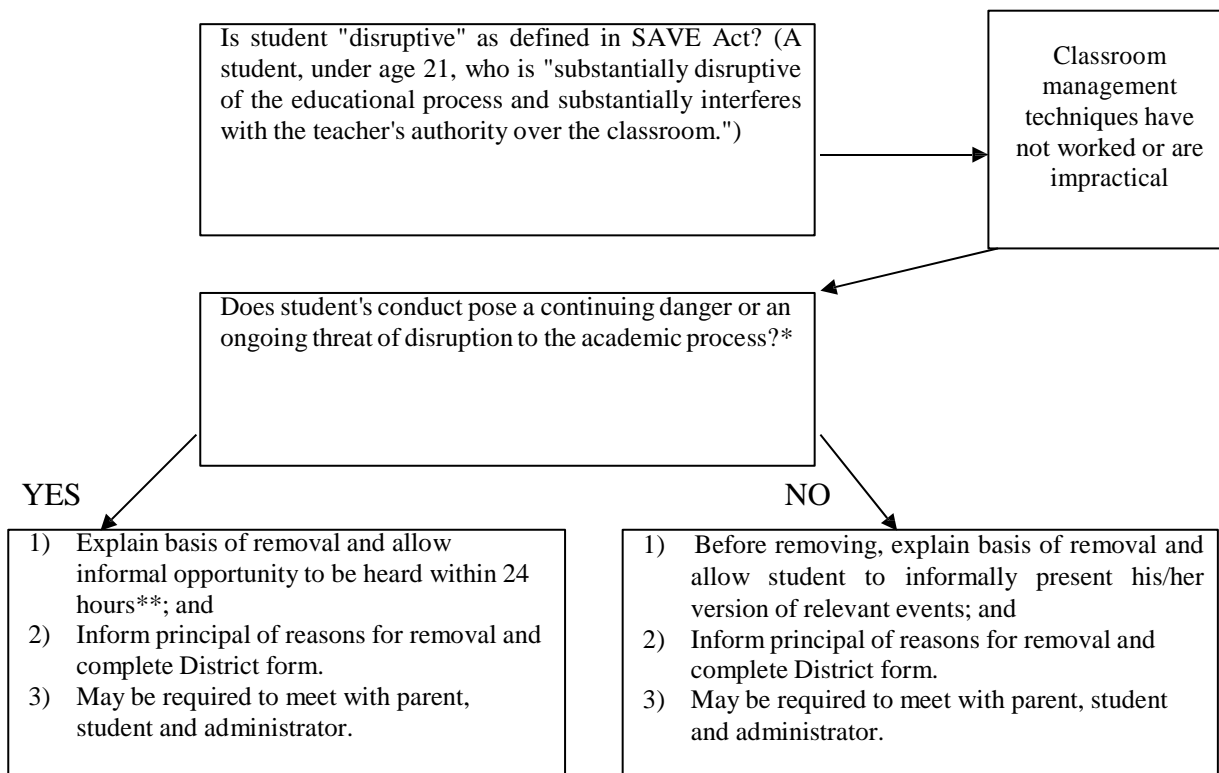 Is student "disruptive" as defined in SAVE Act? (A
student, under age 21, who is "substantially disruptive
of the educational process and substantially interferes
with the teacher's authority over the classroom.")
Classroom
management
techniques have
not worked or are
impractical
Does student's conduct pose a continuing danger or an
ongoing threat of disruption to the academic process?*
YES
1) Explain basis of removal and allow
informal opportunity to be heard within 24
hours**; and
2) Inform principal of reasons for removal and
complete District form.
3) May be required to meet with parent,
student and administrator.
NO
1) Before removing, explain basis of removal and
allow student to informally present his/her
version of relevant events; and
2) Inform principal of reasons for removal and
complete District form.
3) May be required to meet with parent, student
and administrator.